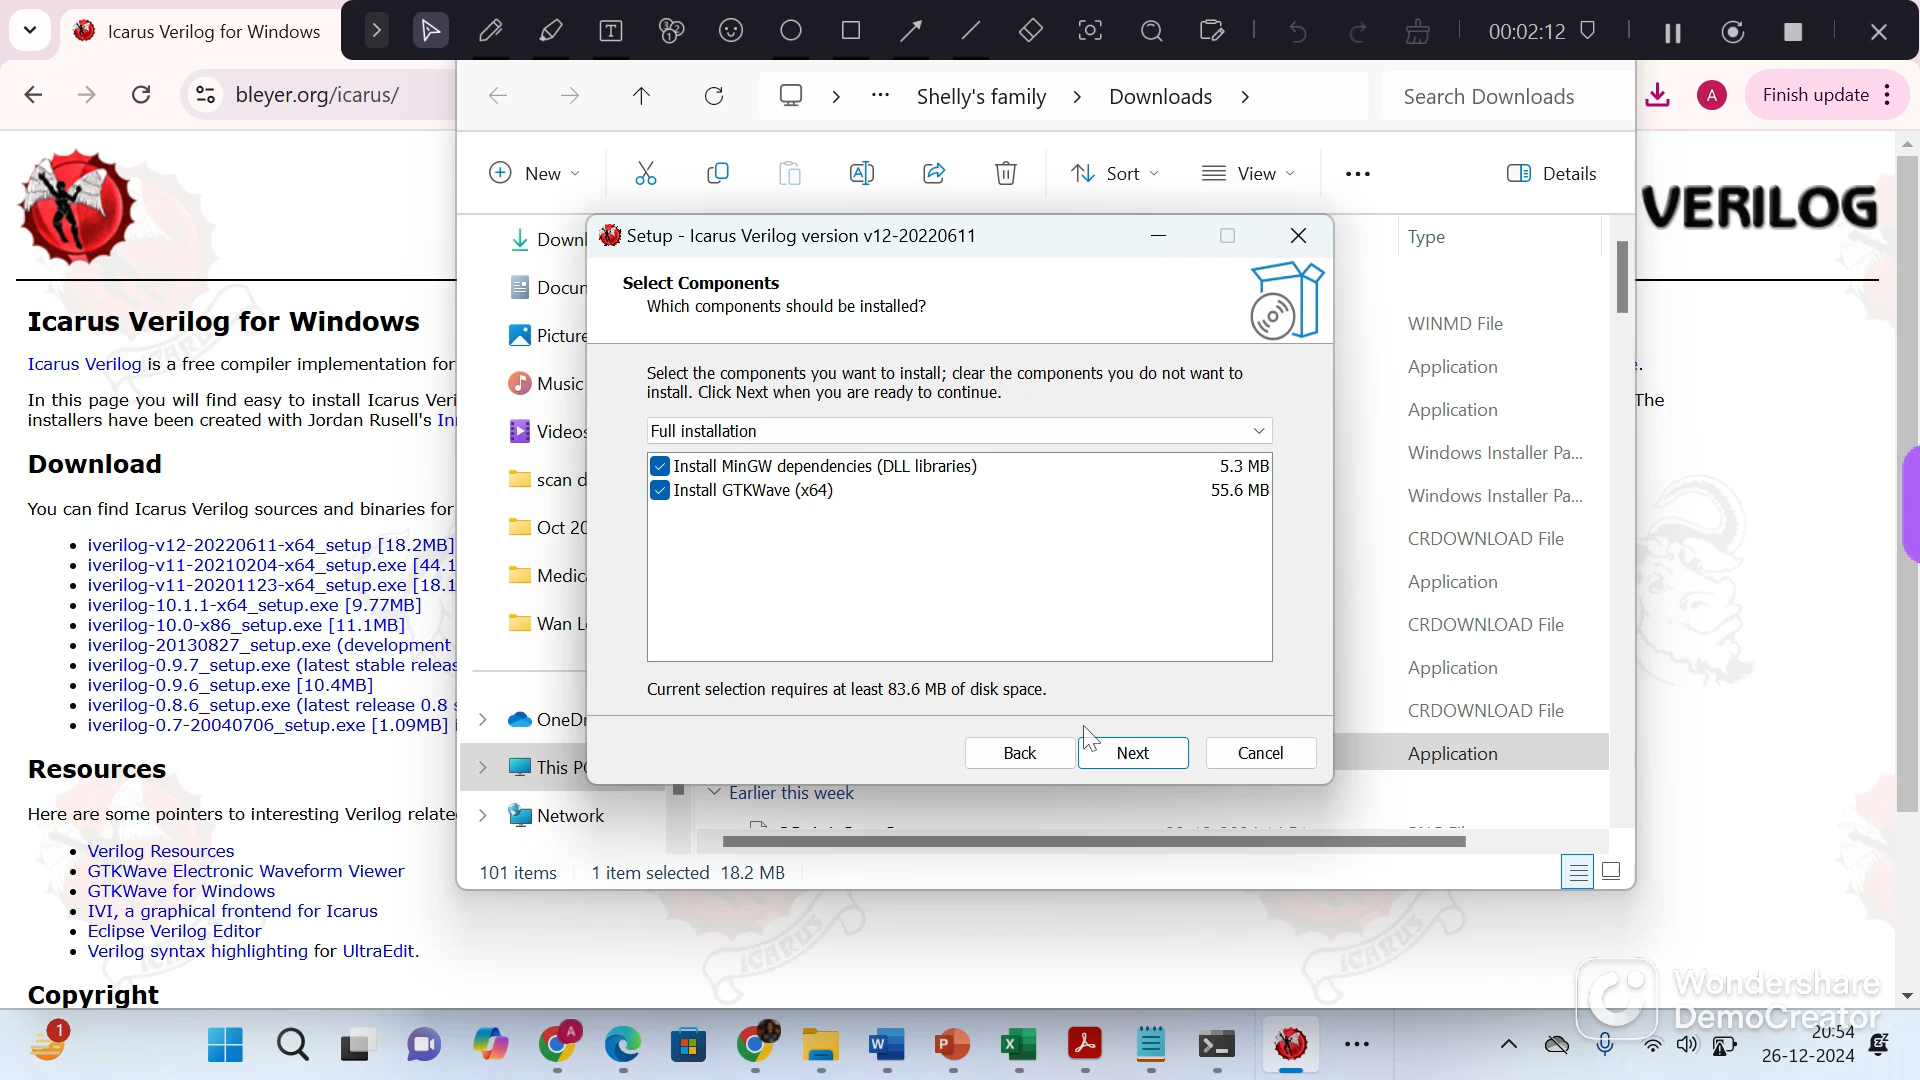 Icarus Verilog for Windows
00:02:12
bleyer.org/icarus/
Shelly's family
Downloads
Search Downloads
A
Finish update
New
Sort
View
Details
VERILOG
Icarus Verilog for Windows
Icarus Verilog is a free compiler implementation for
In this page you will find easy to install Icarus Veri
The
installers have been created with Jordan Rusell's In
Download
You can find Icarus Verilog sources and binaries for
iverilog-v12-20220611-x64_setup [18.2MB]
iverilog-v11-20210204-x64_setup.exe [44.1
iverilog-v11-20201123-x64_setup.exe [18.1
iverilog-10.1.1-x64_setup.exe [9.77MB]
iverilog-10.0-x86_setup.exe [11.1MB]
iverilog-20130827_setup.exe (development
iverilog-0.9.7_setup.exe (latest stable releas
iverilog-0.9.6_setup.exe [10.4MB]
iverilog-0.8.6_setup.exe (latest release 0.8 s
iverilog-0.7-20040706_setup.exe [1.09MB] i
Resources
Here are some pointers to interesting Verilog relate
Verilog Resources
GTKWave Electronic Waveform Viewer
GTKWave for Windows
IVI, a graphical frontend for Icarus
Eclipse Verilog Editor
Verilog syntax highlighting for UltraEdit.
Copyright
Downl
Docun
Picture
Music
Videos
scan d
Oct 20
Medica
Wan L
OneDr
This PC
Network
Setup - Icarus Verilog version v12-20220611
Select Components
Which components should be installed?
Select the components you want to install; clear the components you do not want to
install. Click Next when you are ready to continue.
Full installation
Install MinGW dependencies (DLL libraries) 5.3 MB
Install GTKWave (x64) 55.6 MB
Current selection requires at least 83.6 MB of disk space.
Back
Next
Cancel
Type
WINMD File
Application
Application
Windows Installer Pa...
Windows Installer Pa...
CRDOWNLOAD File
Application
CRDOWNLOAD File
Application
CRDOWNLOAD File
Application
Earlier this week
101 items
1 item selected 18.2 MB
ICARUS
ICARUS
Wondershare
DemoCreator
1
A
20:54
26-12-2024